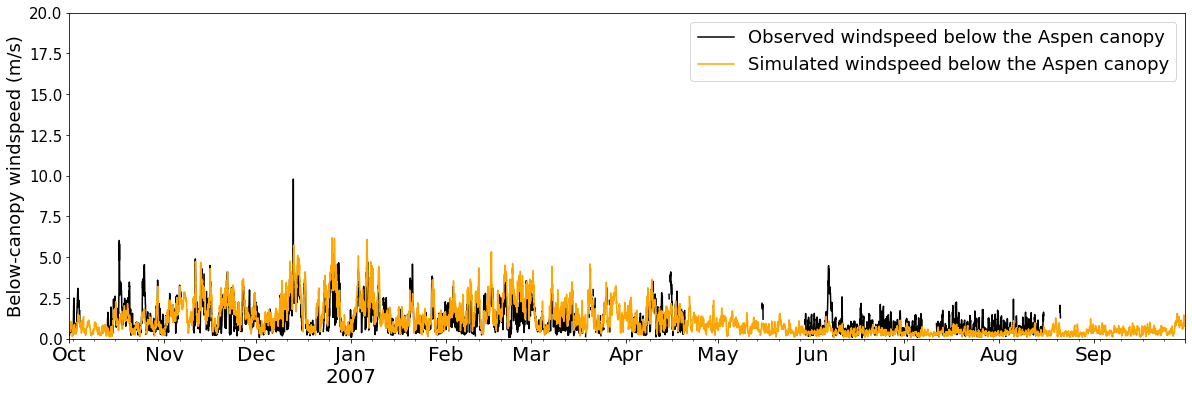 Below-canopy windspeed (m/s)
20.0
17.5
15.0
12.5
10.0
7.5
5.0
2.5
0.0
Observed windspeed below the Aspen canopy
Simulated windspeed below the Aspen canopy
Oct Nov Dec Jan Feb Mar Apr May Jun Jul Aug Sep
2007